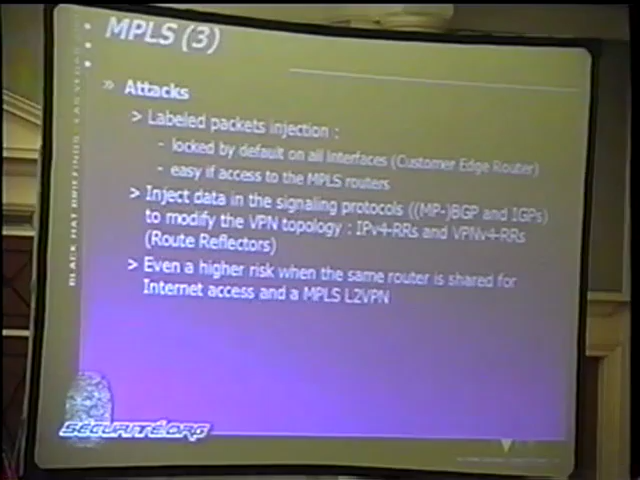 MPLS (3)
» Attacks
> Labeled packets injection :
- locked by default on all interfaces (Customer Edge Router)
- easy if access to the MPLS routers
> Inject data in the signaling protocols ((MP-)BGP and IGPs)
to modify the VPN topology : IPv4-RRs and VPNv4-RRs
(Route Reflectors)
> Even a higher risk when the same router is shared for
Internet access and a MPLS L2VPN
BLACK HAT BRIEFINGS - LAS VEGAS
SÉCURITÉ.ORG